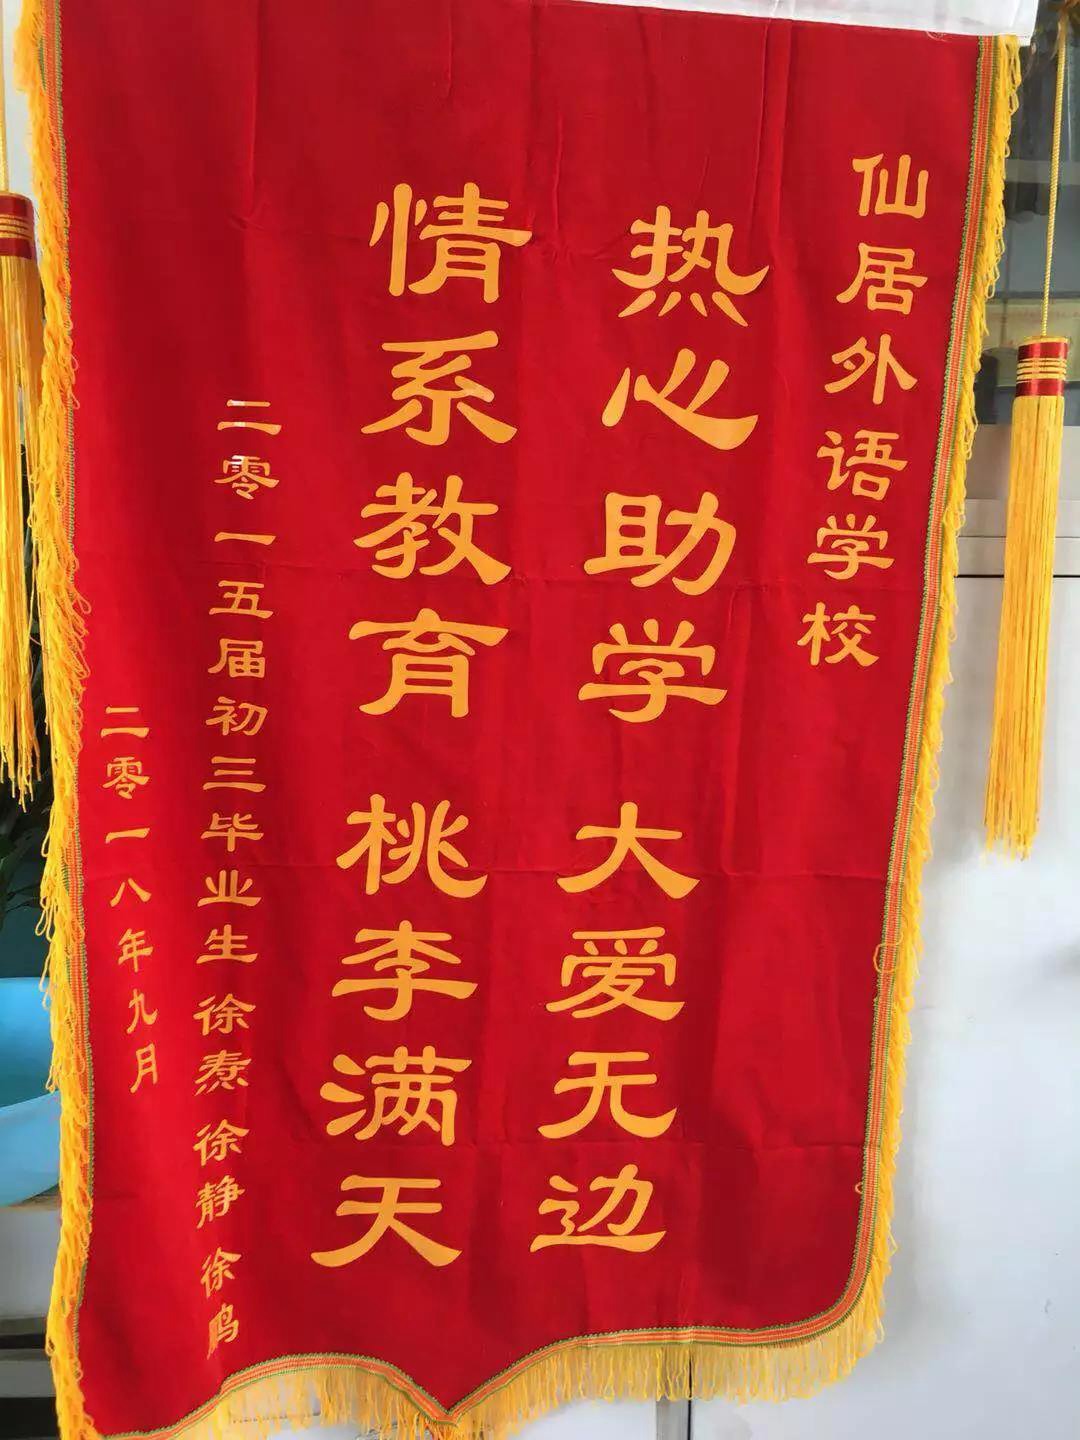 仙居外语学校
热心助学 大爱无边
情系教育 桃李满天
二零一五届初三毕业生 徐焘 徐静 徐鹏
二零一八年九月